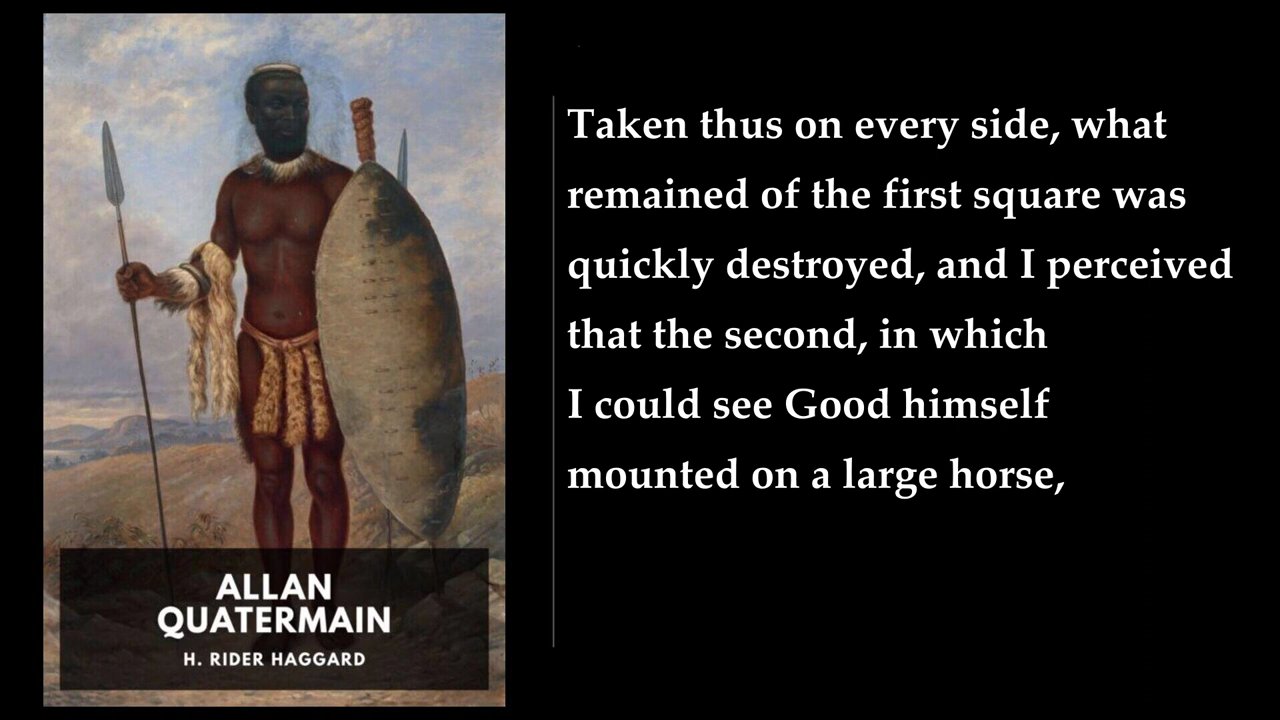 ALLAN
QUATERMAIN
H. RIDER HAGGARD
Taken thus on every side, what
remained of the first square was
quickly destroyed, and I perceived
that the second, in which
I could see Good himself
mounted on a large horse,